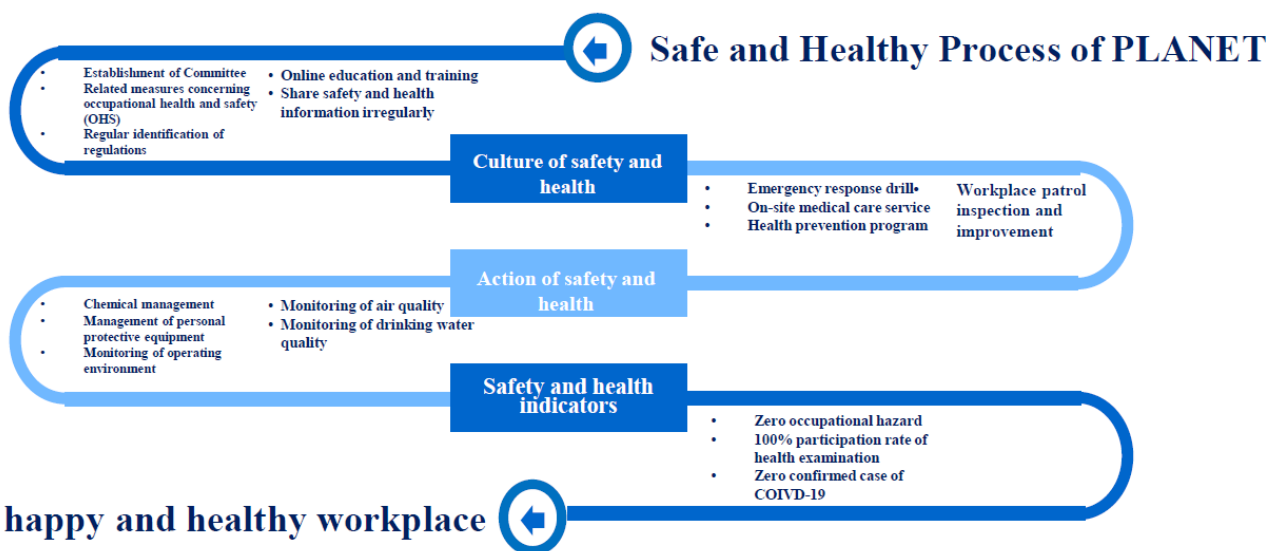 Safe and Healthy Process of PLANET
• Establishment of Committee
• Related measures concerning
occupational health and safety
(OHS)
• Regular identification of
regulations
• Online education and training
• Share safety and health
information irregularly
Culture of safety and
health
• Emergency response drill•
• On-site medical care service
• Health prevention program
Workplace patrol
inspection and
improvement
Action of safety and
health
• Chemical management
• Management of personal
protective equipment
• Monitoring of operating
environment
• Monitoring of air quality
• Monitoring of drinking water
quality
Safety and health
indicators
• Zero occupational hazard
• 100% participation rate of
health examination
• Zero confirmed case of
COIVD-19
happy and healthy workplace